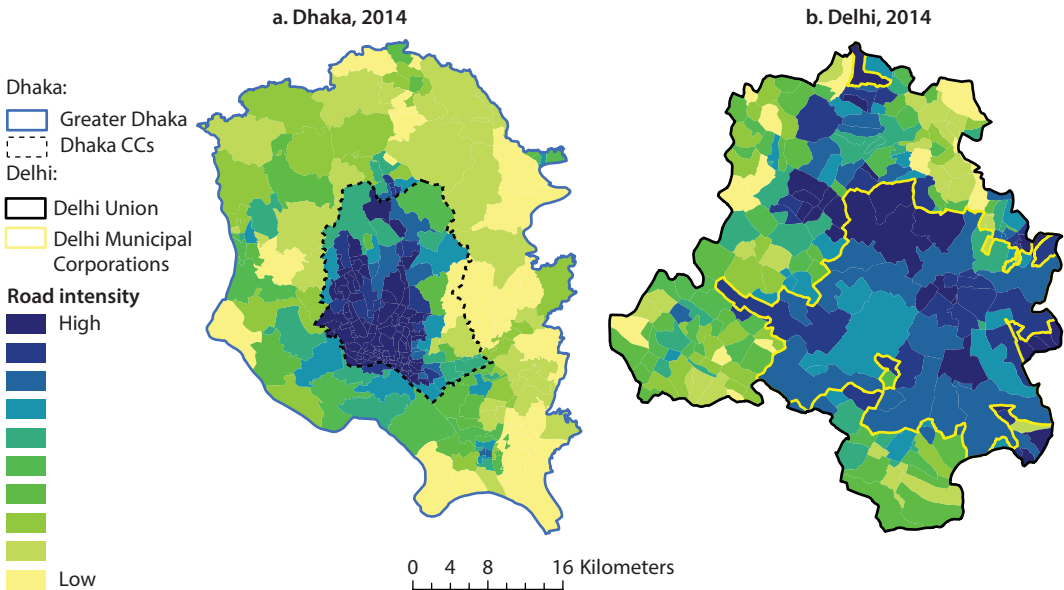 a. Dhaka, 2014
b. Delhi, 2014
Dhaka:
Greater Dhaka
Dhaka CCs
Delhi:
Delhi Union
Delhi Municipal
Corporations
Road intensity
High
Low
0 4 8 16 Kilometers